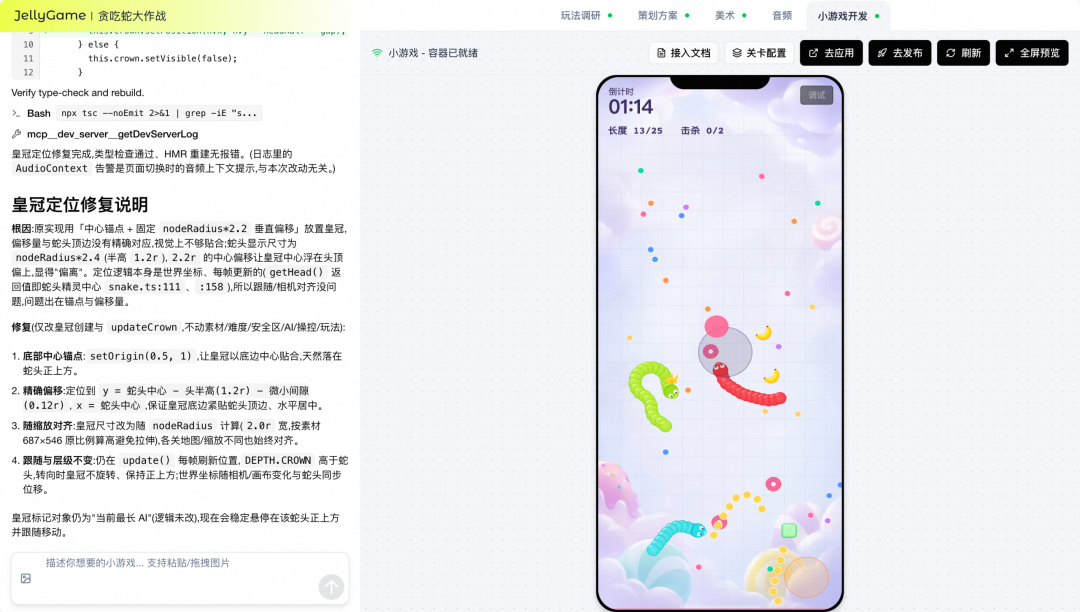 JellyGame | 贪吃蛇大作战
玩法调研
策划方案
美术
音频
小游戏开发
10 } else {
11 this.crown.setVisible(false);
12 }
Verify type-check and rebuild.
Bash npx tsc --noEmit 2>&1 | grep -iE "s...
mcp__dev_server__getDevServerLog
皇冠定位修复完成,类型检查通过、HMR 重建无报错。(日志里的
AudioContext 告警是页面切换时的音频上下文提示,与本次改动无关。)
皇冠定位修复说明
根因:原实现用「中心锚点 + 固定 nodeRadius*2.2 垂直偏移」放置皇冠,
偏移量与蛇头顶边没有精确对应,视觉上不够贴合;蛇头显示尺寸为
nodeRadius*2.4 (半高 1.2r ), 2.2r 的中心偏移让皇冠中心浮在头顶
偏上,显得"偏离"。定位逻辑本身是世界坐标、每帧更新的( getHead() 返
回值即蛇头精灵中心 snake.ts:111 、 :158 ),所以跟随/相机对齐没问
题,问题出在锚点与偏移量。
修复(仅改皇冠创建与 updateCrown ,不动素材/难度/安全区/AI/操控/玩法):
1. 底部中心锚点: setOrigin(0.5, 1) ,让皇冠以底边中心贴合,天然落在
蛇头正上方。
2. 精确偏移:定位到 y = 蛇头中心 - 头半高(1.2r) - 微小间隙
(0.12r) , x = 蛇头中心 ,保证皇冠底边紧贴蛇头顶边、水平居中。
3. 随缩放对齐:皇冠尺寸改为随 nodeRadius 计算( 2.0r 宽,按素材
687×546 原比例算高避免拉伸),各关地图/缩放不同也始终对齐。
4. 跟随与层级不变:仍在 update() 每帧刷新位置, DEPTH.CROWN 高于蛇
头,转向时皇冠不旋转、保持正上方;世界坐标随相机/画布变化与蛇头同步
位移。
皇冠标记对象仍为"当前最长 AI"(逻辑未改),现在会稳定悬停在该蛇头正上方
并跟随移动。
描述你想要的小游戏... 支持粘贴/拖拽图片
小游戏 - 容器已就绪
接入文档
关卡配置
去应用
去发布
刷新
全屏预览
倒计时
01:14
调试
长度 13/25 击杀 0/2